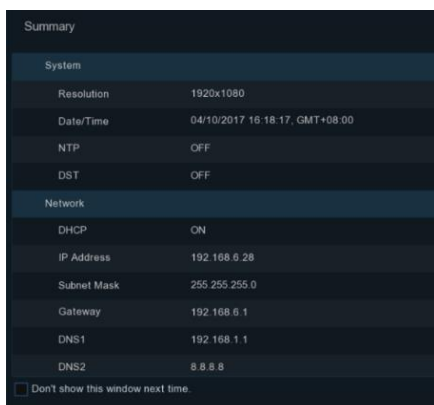 Summary
System
Resolution 1920x1080
Date/Time 04/10/2017 16:18:17, GMT+08:00
NTP OFF
DST OFF
Network
DHCP ON
IP Address 192.168.6.28
Subnet Mask 255.255.255.0
Gateway 192.168.6.1
DNS1 192.168.1.1
DNS2 8.8.8.8
Don't show this window next time.